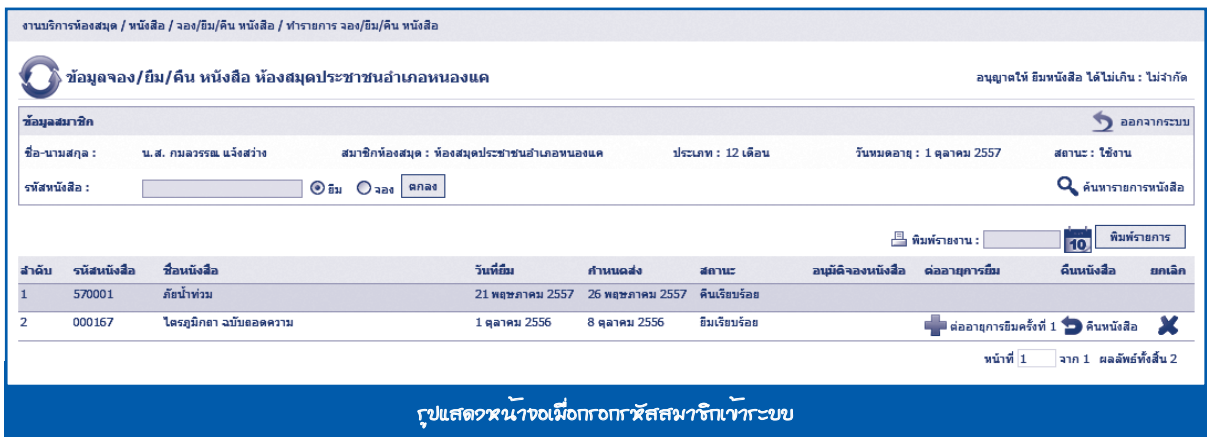 งานบริการห้องสมุด / หนังสือ / จอง/ยืม/คืน หนังสือ / ทำรายการ จอง/ยืม/คืน หนังสือ
ข้อมูลจอง/ยืม/คืน หนังสือ ห้องสมุดประชาชนอำเภอหนองแค อนุญาตให้ ยืมหนังสือ ได้ไม่เกิน : ไม่จำกัด
ข้อมูลสมาชิก ออกจากระบบ
ชื่อ-นามสกุล : น.ส. กมลวรรณ แจ้งสว่าง สมาชิกห้องสมุด : ห้องสมุดประชาชนอำเภอหนองแค ประเภท : 12 เดือน วันหมดอายุ : 1 ตุลาคม 2557 สถานะ : ใช้งาน
รหัสหนังสือ : ยืม จอง ตกลง ค้นหารายการหนังสือ
พิมพ์รายงาน : 10 พิมพ์รายการ
ลำดับ รหัสหนังสือ ชื่อหนังสือ วันที่ยืม กำหนดส่ง สถานะ อนุมัติจองหนังสือ ต่ออายุการยืม คืนหนังสือ ยกเลิก
1 570001 ภัยน้ำท่วม 21 พฤษภาคม 2557 26 พฤษภาคม 2557 คืนเรียบร้อย
2 000167 ไตรภูมิกถา ฉบับถอดความ 1 ตุลาคม 2556 8 ตุลาคม 2556 ยืมเรียบร้อย ต่ออายุการยืมครั้งที่ 1 คืนหนังสือ
หน้าที่ 1 จาก 1 ผลลัพธ์ทั้งสิ้น 2
รูปแสดงหน้าจอเมื่อกรอกรหัสสมาชิกเข้าระบบ